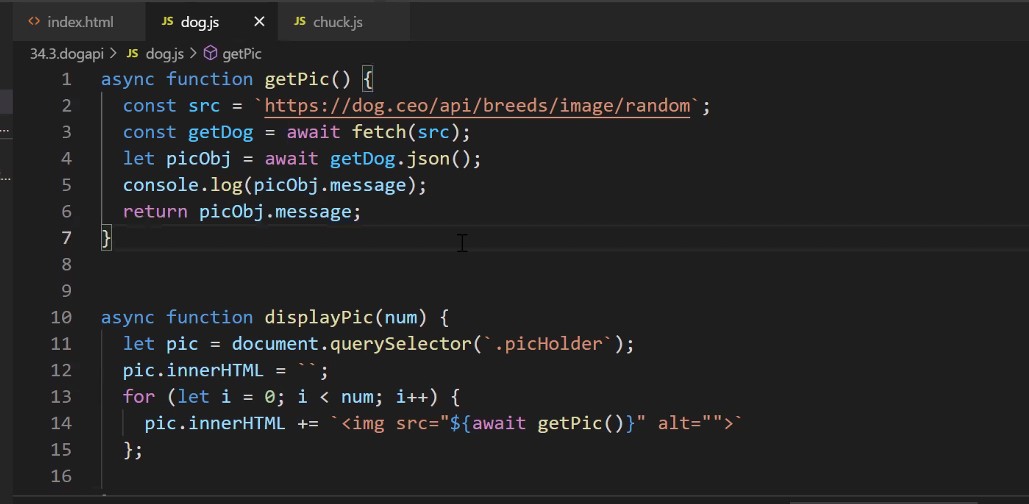 <> index.html JS dog.js × JS chuck.js
34.3.dogapi > JS dog.js > getPic
1 async function getPic() {
2 const src = `https://dog.ceo/api/breeds/image/random`;
3 const getDog = await fetch(src);
4 let picObj = await getDog.json();
5 console.log(picObj.message);
6 return picObj.message;
7 }
8
9
10 async function displayPic(num) {
11 let pic = document.querySelector(`.picHolder`);
12 pic.innerHTML = ``;
13 for (let i = 0; i < num; i++) {
14 pic.innerHTML += `<img src="${await getPic()}" alt="">`
15 };
16